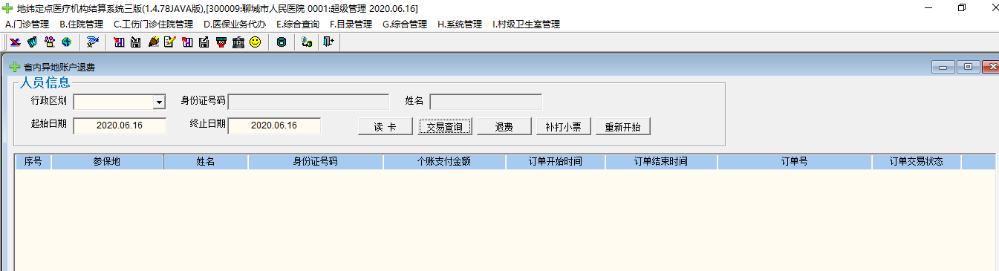 地纬定点医疗机构结算系统三版(1.4.78JAVA版),[300009:聊城市人民医院 0001:超级管理 2020.06.16]
A.门诊管理 B.住院管理 C.工伤门诊住院管理 D.医保业务代办 E.综合查询 F.目录管理 G.综合管理 H.系统管理 I.村级卫生室管理
省内异地账户退费
人员信息
行政区划 身份证号码 姓名
起始日期 2020.06.16 终止日期 2020.06.16 读 卡 交易查询 退费 补打小票 重新开始
序号 参保地 姓名 身份证号码 个账支付金额 订单开始时间 订单结束时间 订单号 订单交易状态